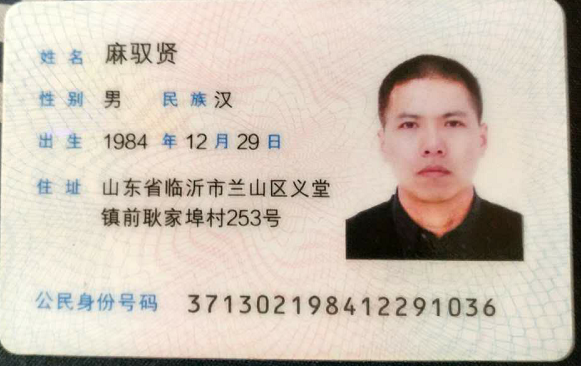 姓名 麻驭贤
性别 男 民族 汉
出生 1984 年 12 月 29 日
住址 山东省临沂市兰山区义堂
镇前耿家埠村253号
公民身份号码 371302198412291036